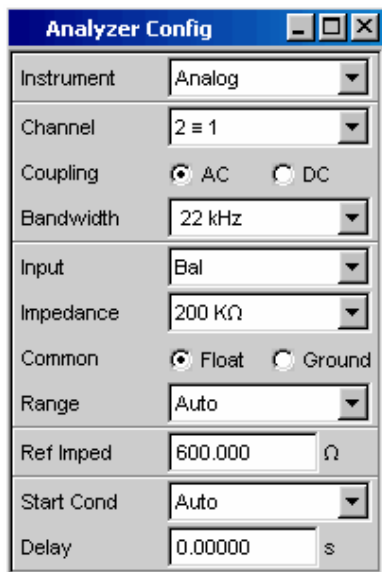 Analyzer Config
Instrument Analog
Channel 2 ≡ 1
Coupling AC DC
Bandwidth 22 kHz
Input Bal
Impedance 200 KΩ
Common Float Ground
Range Auto
Ref Imped 600.000 Ω
Start Cond Auto
Delay 0.00000 s